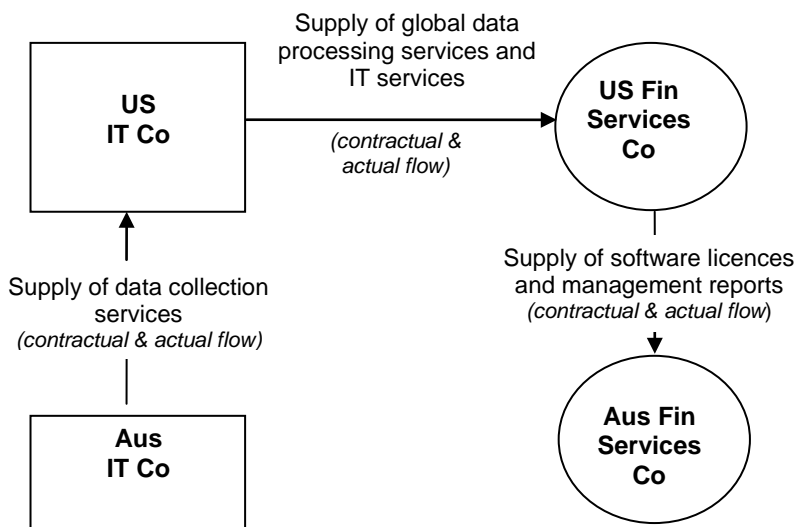 Supply of global data
processing services and
IT services
US
IT Co
US Fin
Services
Co
(contractual &
actual flow)
Supply of data collection
services
(contractual & actual flow)
Supply of software licences
and management reports
(contractual & actual flow)
Aus
IT Co
Aus Fin
Services
Co